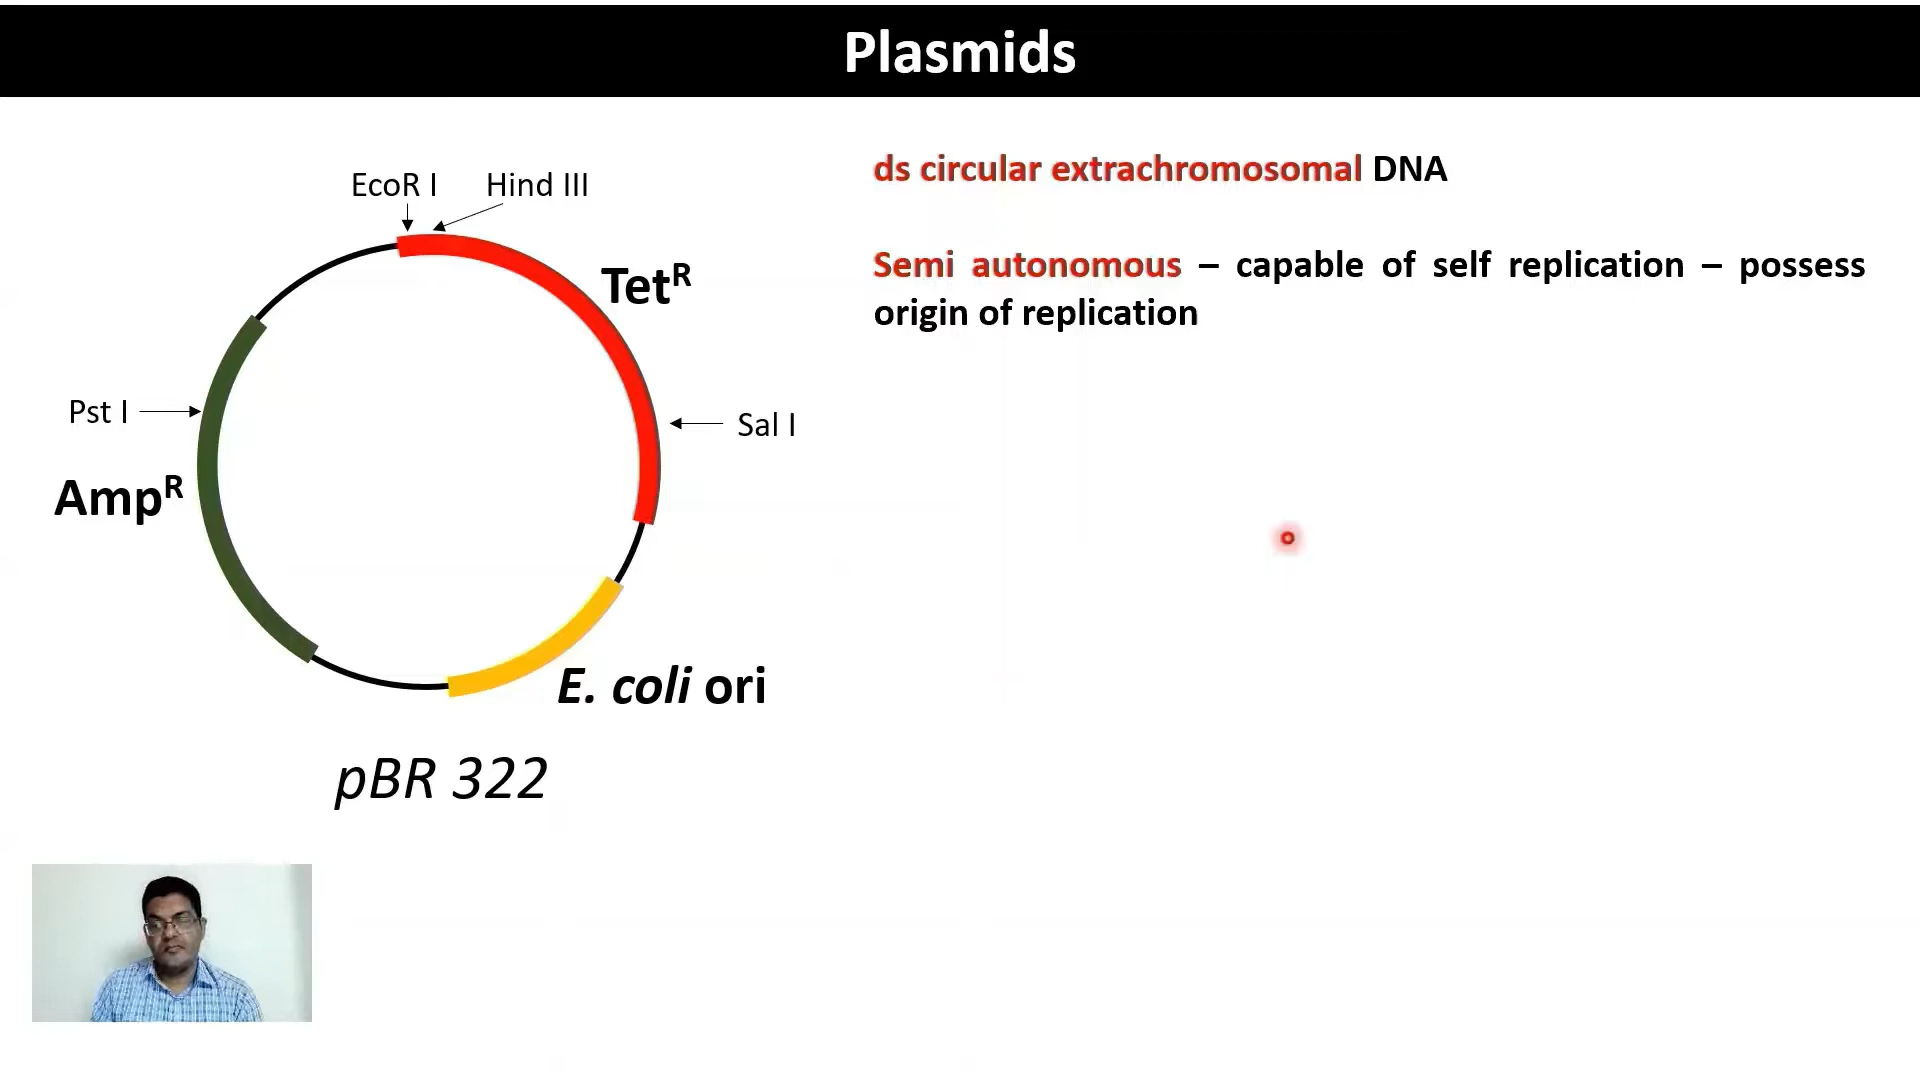 Plasmids
EcoR I
Hind III
Tet^R
Pst I
Sal I
Amp^R
E. coli ori
pBR 322
ds circular extrachromosomal DNA
Semi autonomous – capable of self replication – possess
origin of replication